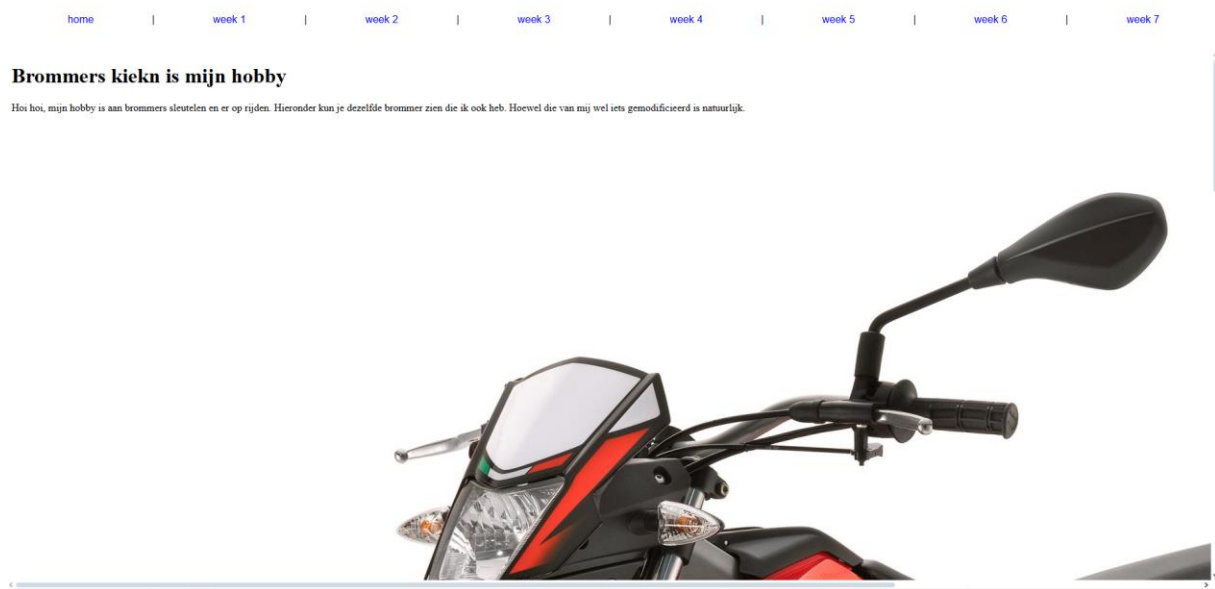 home | week 1 | week 2 | week 3 | week 4 | week 5 | week 6 | week 7
Brommers kiekn is mijn hobby
Hoi hoi, mijn hobby is aan brommers sleutelen en er op rijden. Hieronder kun je dezelfde brommer zien die ik ook heb. Hoewel die van mij wel iets gemodificieerd is natuurlijk.